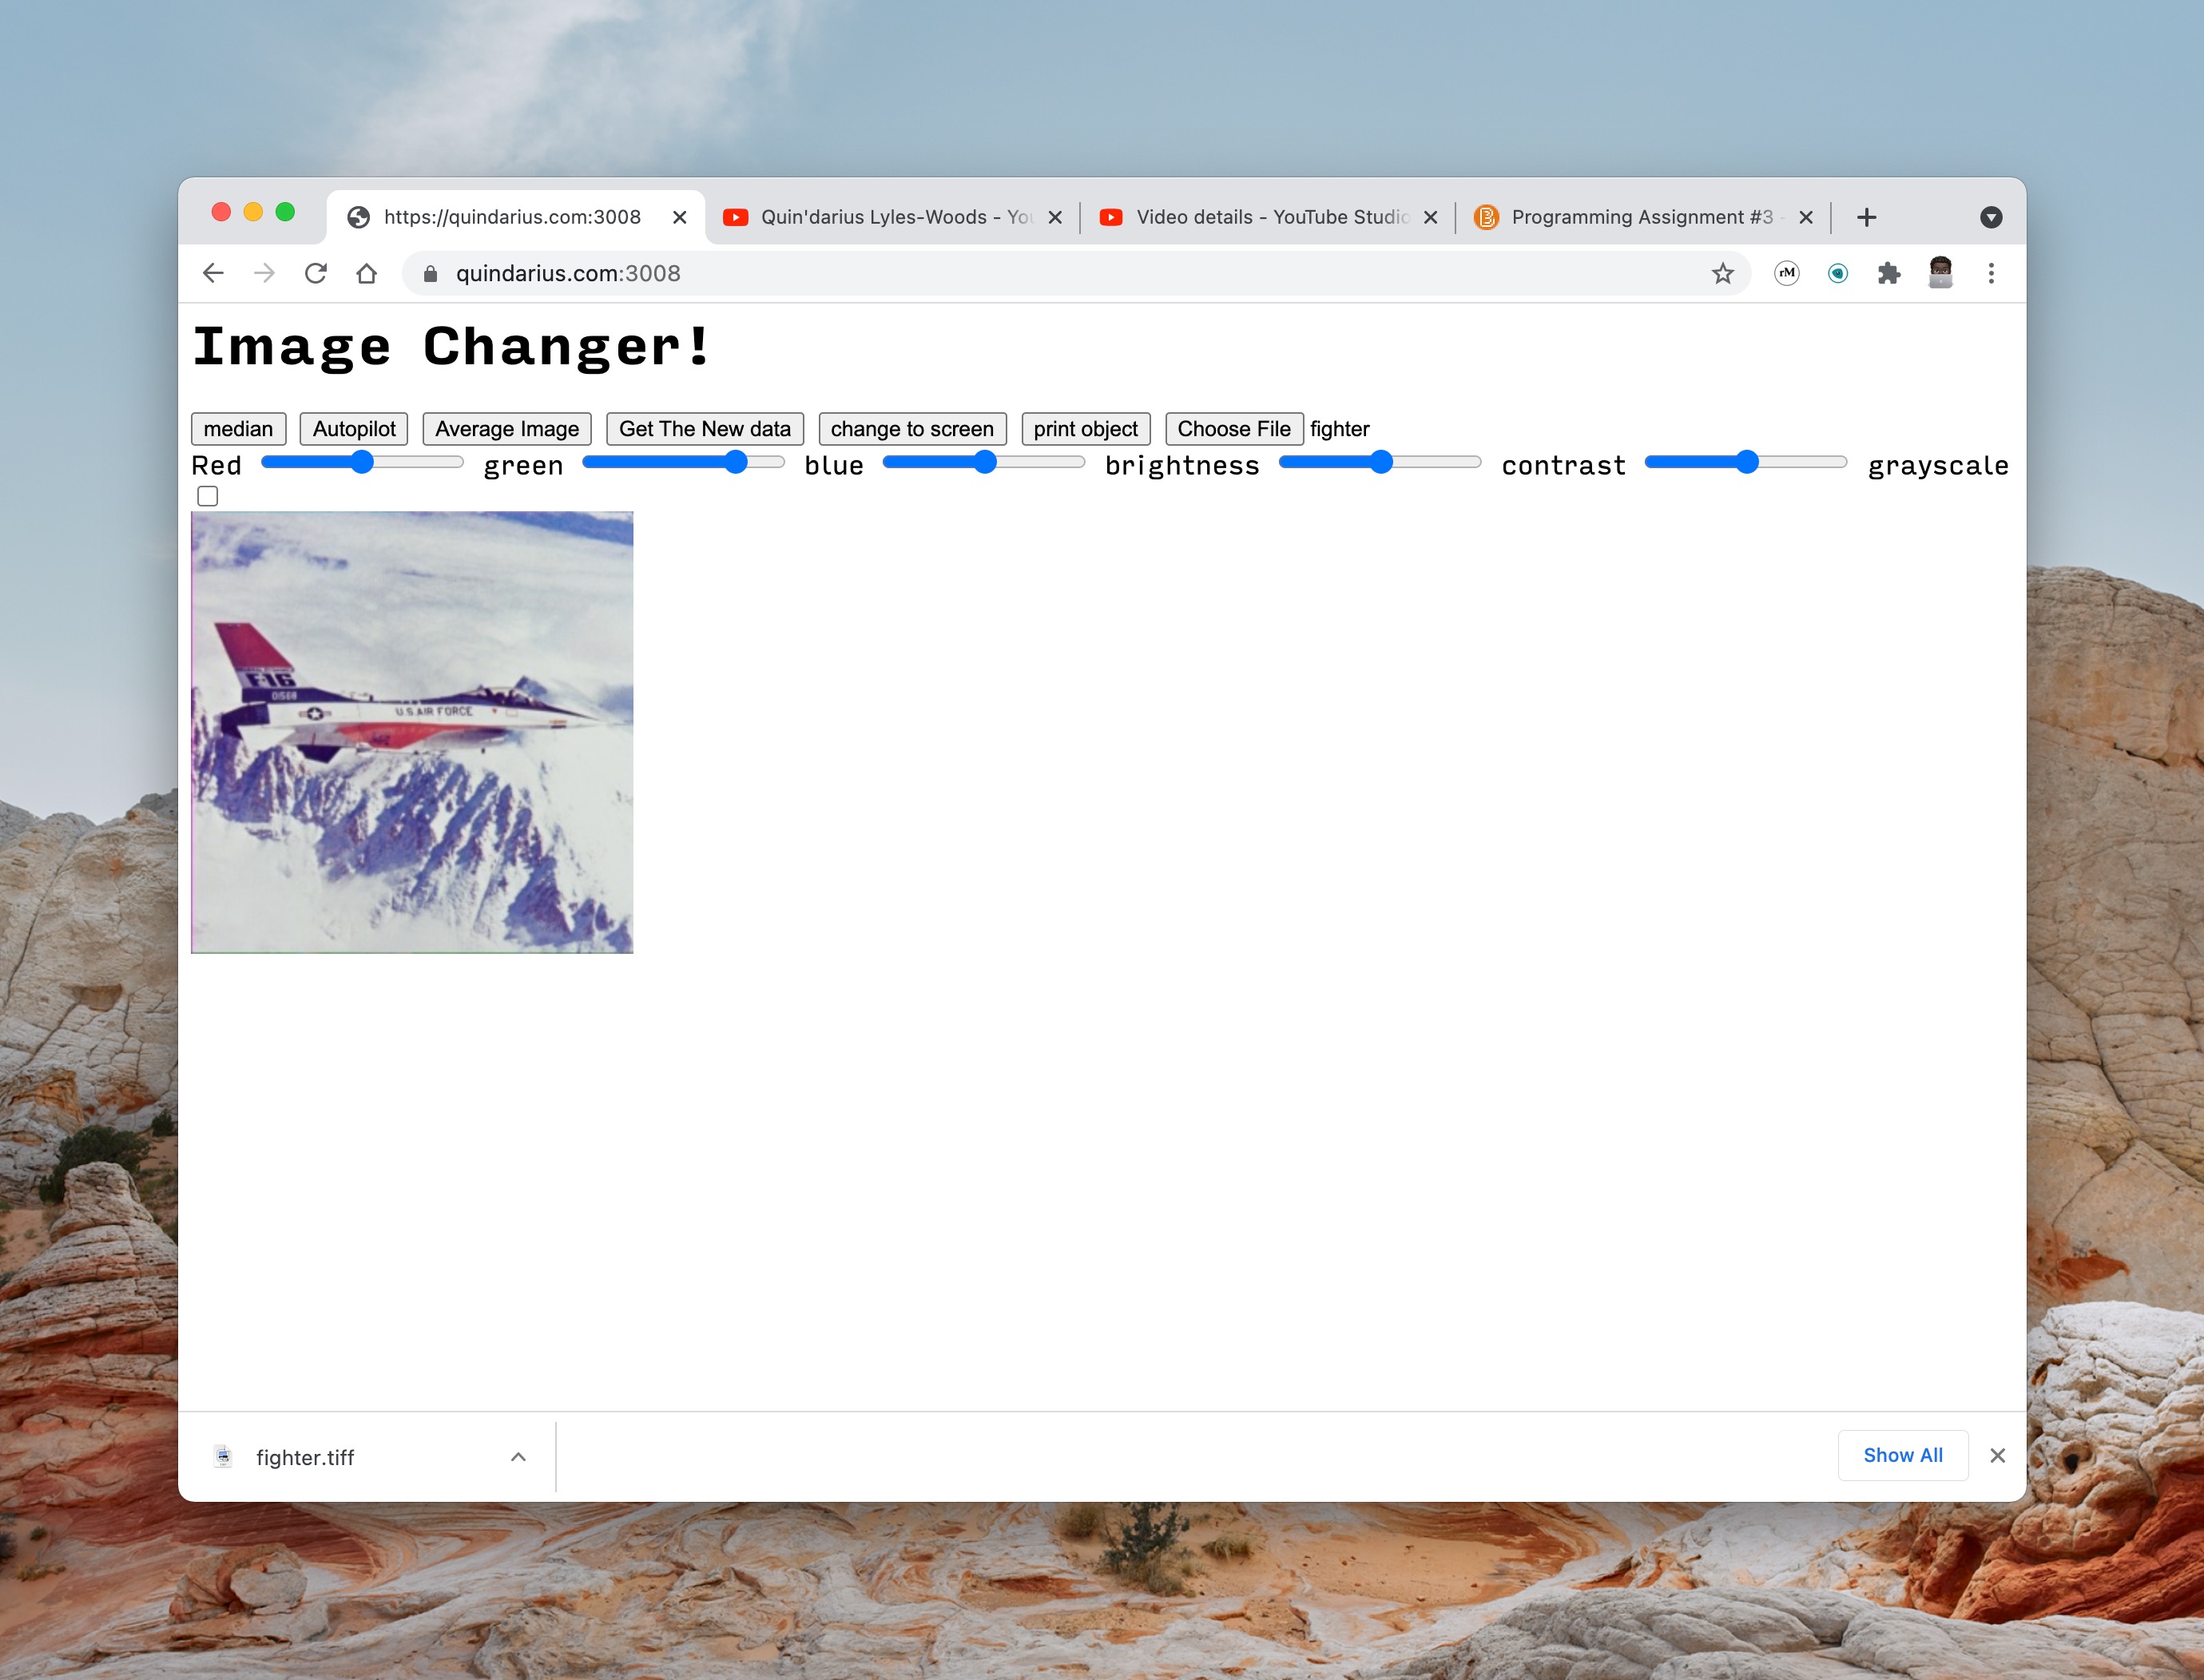 https://quindarius.com:3008
Quin'darius Lyles-Woods - You
Video details - YouTube Studio
Programming Assignment #3 -
quindarius.com:3008
rM
Image Changer!
median Autopilot Average Image Get The New data change to screen print object Choose File fighter
Red green blue brightness contrast grayscale
F16
01568
U.S. AIR FORCE
fighter.tiff
Show All